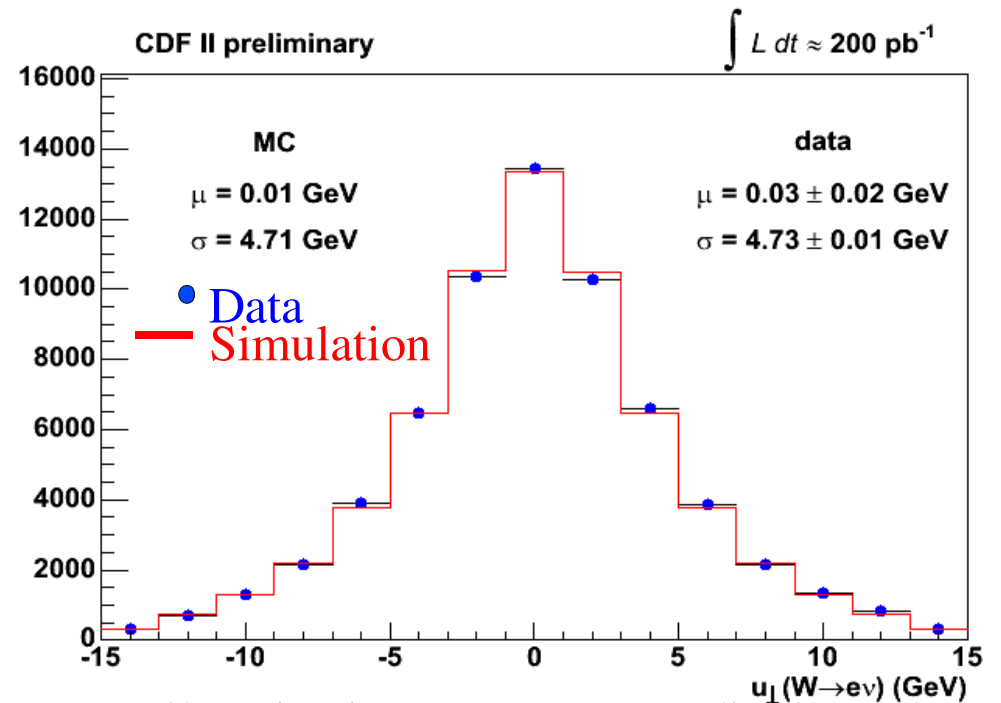 CDF II preliminary
∫ L dt ≈ 200 pb⁻¹
16000
14000
12000
10000
8000
6000
4000
2000
0
MC
μ = 0.01 GeV
σ = 4.71 GeV
data
μ = 0.03 ± 0.02 GeV
σ = 4.73 ± 0.01 GeV
Data
Simulation
-15 -10 -5 0 5 10 15
u⊥(W→eν) (GeV)